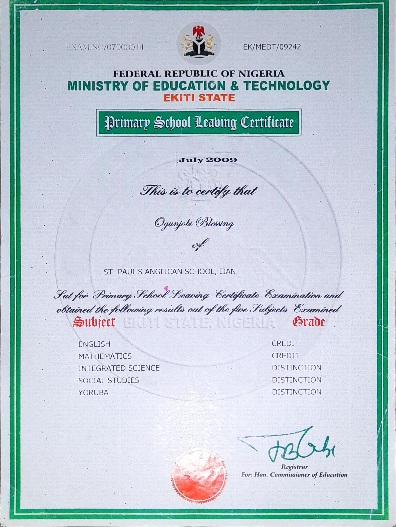 EK/MEDT/09242
FEDERAL REPUBLIC OF NIGERIA
MINISTRY OF EDUCATION & TECHNOLOGY
EKITI STATE
Primary School Leaving Certificate
July 2009
This is to certify that
Ogunjobi Blessing
of
ST. PAUL'S ANGLICAN SCHOOL,
Sat for Primary School Leaving Certificate Examination and
obtained the following results out of the five Subjects Examined
Subject Grade
EKITI STATE, NIGERIA
ENGLISH CREDIT
MATHEMATICS CREDIT
INTEGRATED SCIENCE DISTINCTION
SOCIAL STUDIES DISTINCTION
YORUBA DISTINCTION
Registrar
For: Hon. Commissioner of Education